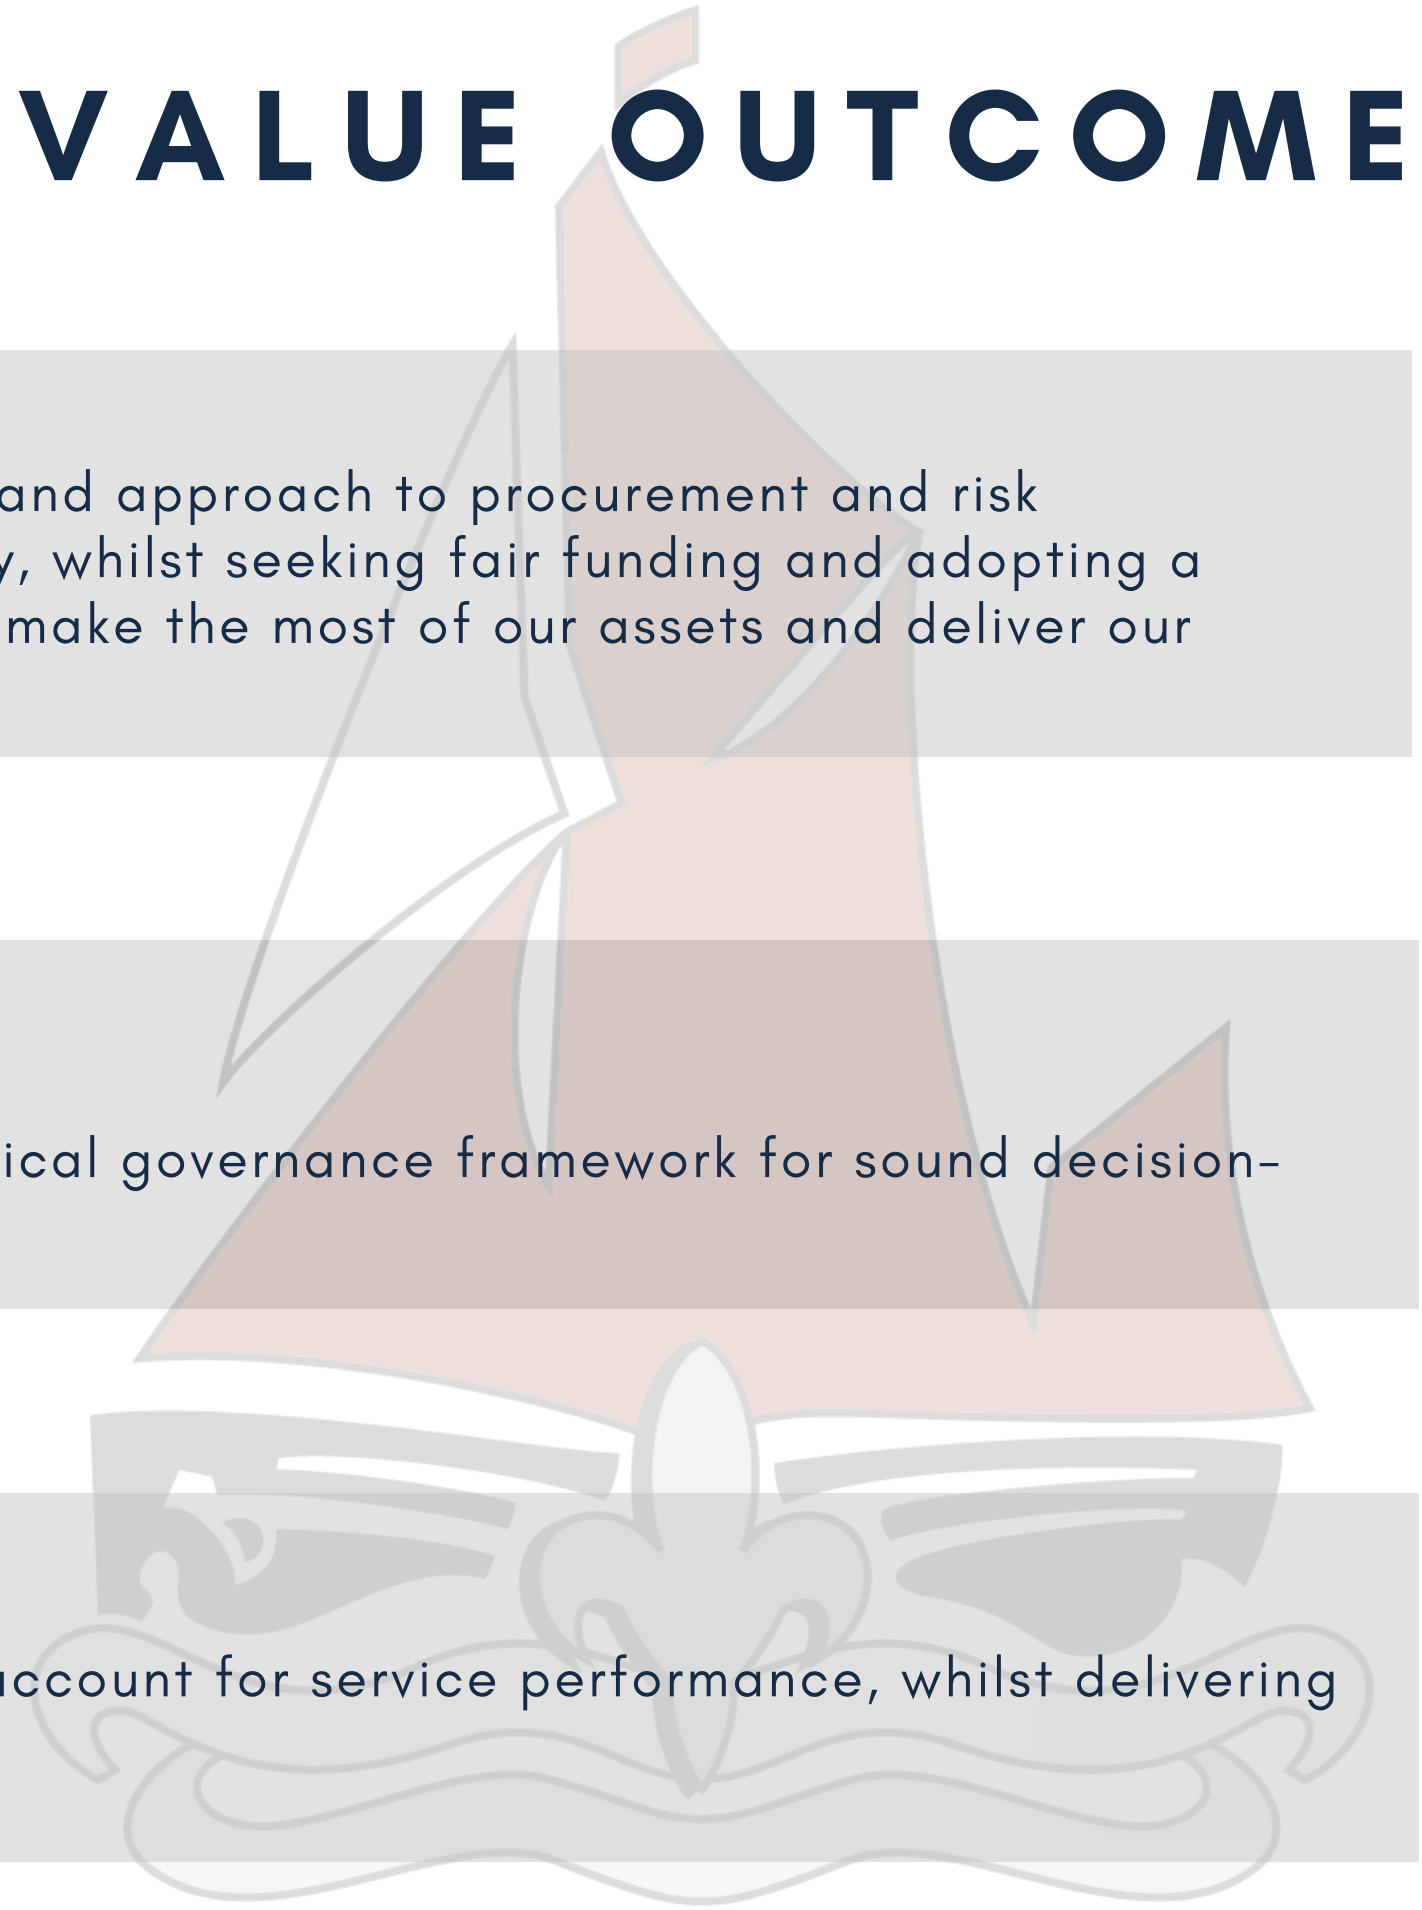 VALUE OUTCOME
and approach to procurement and risk
y, whilst seeking fair funding and adopting a
make the most of our assets and deliver our
ical governance framework for sound decision-
account for service performance, whilst delivering